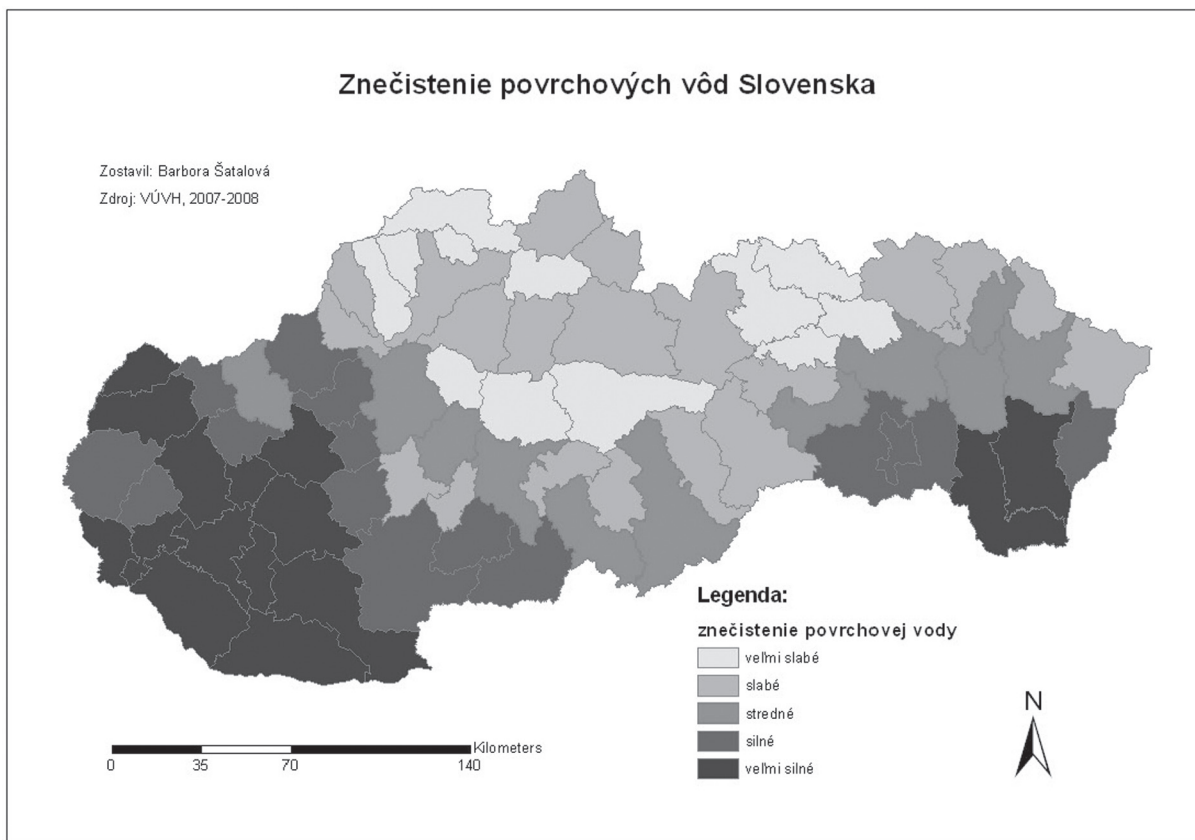 Znečistenie povrchových vôd Slovenska
Zostavil: Barbora Šatalová
Zdroj: VÚVH, 2007-2008
Legenda:
znečistenie povrchovej vody
veľmi slabé
slabé
stredné
silné
veľmi silné
N
Kilometers
0 35 70 140